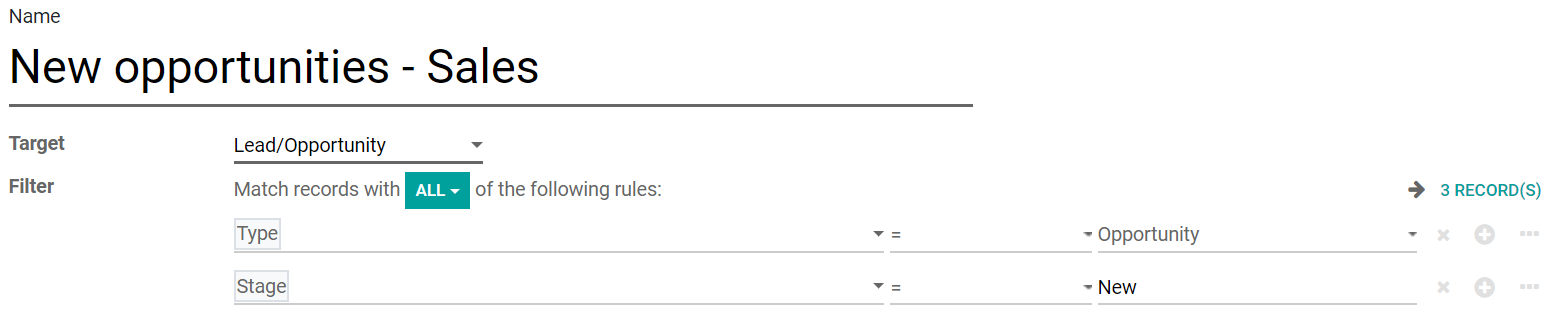 Name
New opportunities - Sales
Target Lead/Opportunity
Filter Match records with ALL of the following rules: 3 RECORD(S)
Type = Opportunity
Stage = New